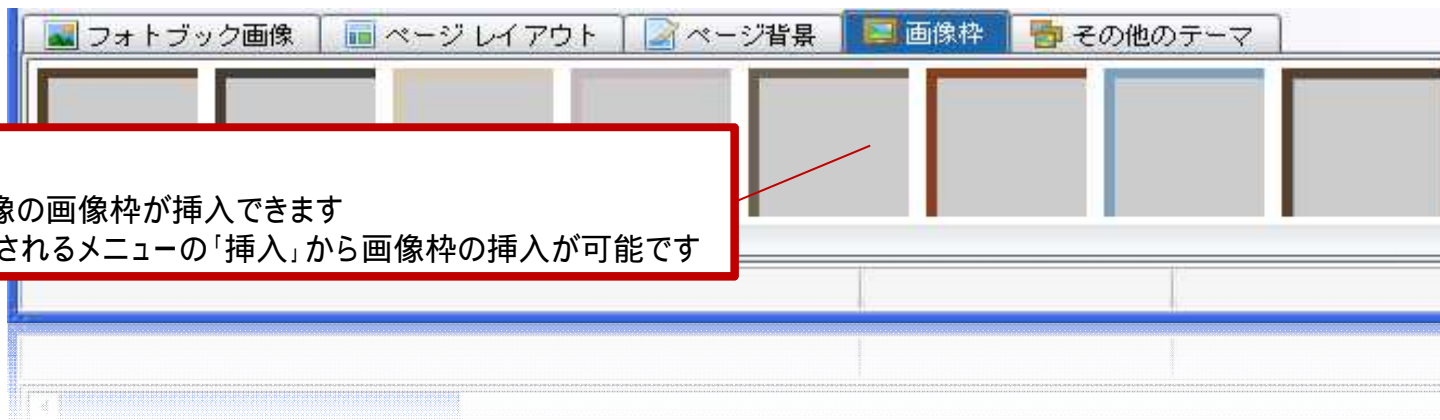 フォトブック画像 ページ レイアウト ページ背景 画像枠 その他のテーマ
像の画像枠が挿入できます
されるメニューの「挿入」から画像枠の挿入が可能です